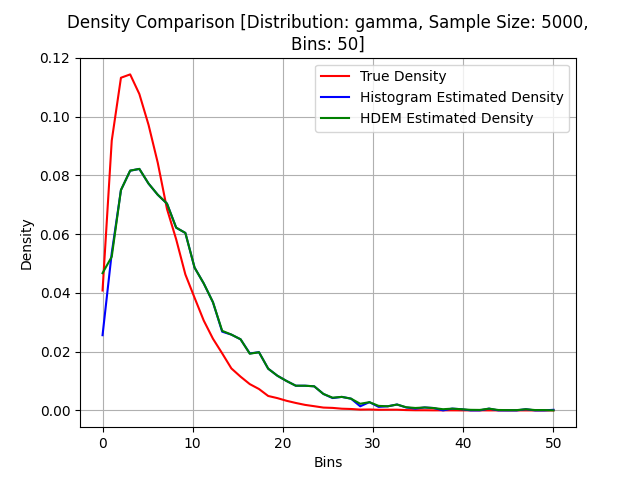 Density Comparison [Distribution: gamma, Sample Size: 5000,
Bins: 50]
True Density
Histogram Estimated Density
HDEM Estimated Density
Density
0.12
0.10
0.08
0.06
0.04
0.02
0.00
0 10 20 30 40 50
Bins